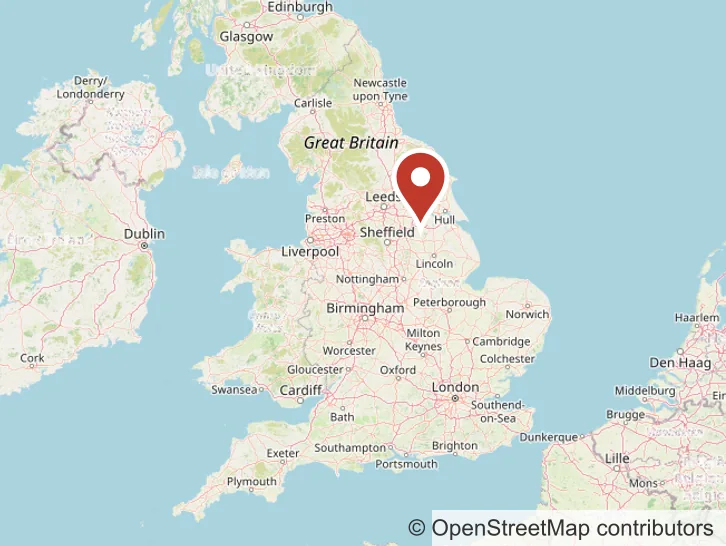 Edinburgh
Glasgow
Derry/
Londonderry
Newcastle
upon Tyne
Carlisle
Great Britain
Leeds
Preston
Hull
Dublin
Sheffield
Liverpool
Lincoln
Nottingham
Peterborough
Norwich
Birmingham
Haarlem
Milton
Keynes
Cambridge
Worcester
Colchester
Den Haag
Cork
Gloucester
Oxford
Swansea
Cardiff
London
Middelburg
Bath
Southend-
on-Sea
Brugge
Dunkerque
Southampton
Brighton
Exeter
Portsmouth
Lille
Plymouth
Mons
© OpenStreetMap contributors